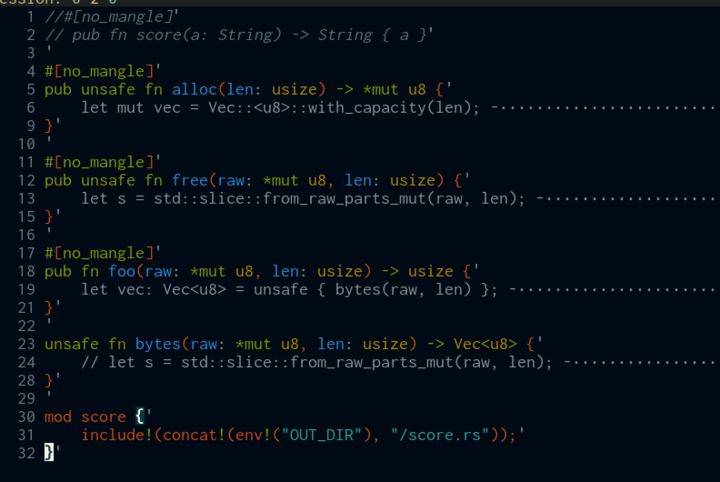 ession: 0 2 0
1 //#[no_mangle]'
2 // pub fn score(a: String) -> String { a }'
3 '
4 #[no_mangle]'
5 pub unsafe fn alloc(len: usize) -> *mut u8 {'
6     let mut vec = Vec::<u8>::with_capacity(len); -·························
9 }'
10 '
11 #[no_mangle]'
12 pub unsafe fn free(raw: *mut u8, len: usize) {'
13     let s = std::slice::from_raw_parts_mut(raw, len); -····················
15 }'
16 '
17 #[no_mangle]'
18 pub fn foo(raw: *mut u8, len: usize) -> usize {'
19     let vec: Vec<u8> = unsafe { bytes(raw, len) }; -·······················
21 }'
22 '
23 unsafe fn bytes(raw: *mut u8, len: usize) -> Vec<u8> {'
24     // let s = std::slice::from_raw_parts_mut(raw, len); -·················
28 }'
29 '
30 mod score {'
31     include!(concat!(env!("OUT_DIR"), "/score.rs"));'
32 }'